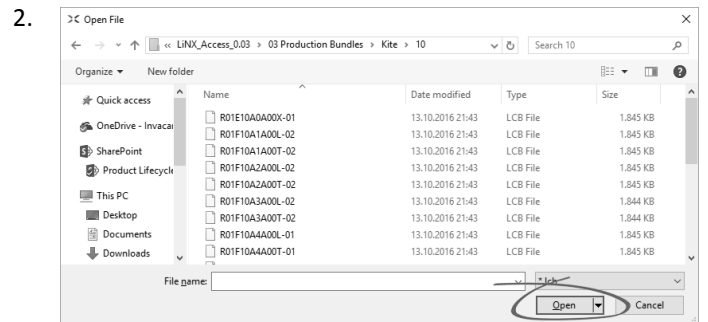 2.
Open File
« LiNX_Access_0.03 › 03 Production Bundles › Kite › 10 Search 10
Organize New folder
Name Date modified Type Size
Quick access
OneDrive - Invaca
SharePoint
Product Lifecycle
This PC
Desktop
Documents
Downloads
R01E10A0A00X-01 13.10.2016 21:43 LCB File 1.845 KB
R01F10A1A00L-02 13.10.2016 21:43 LCB File 1.845 KB
R01F10A1A00T-02 13.10.2016 21:43 LCB File 1.845 KB
R01F10A2A00L-02 13.10.2016 21:43 LCB File 1.845 KB
R01F10A2A00T-02 13.10.2016 21:43 LCB File 1.845 KB
R01F10A3A00L-02 13.10.2016 21:43 LCB File 1.844 KB
R01F10A3A00T-02 13.10.2016 21:43 LCB File 1.844 KB
R01F10A4A00L-01 13.10.2016 21:43 LCB File 1.845 KB
R01F10A4A00T-01 13.10.2016 21:43 LCB File 1.845 KB
File name:
Open Cancel